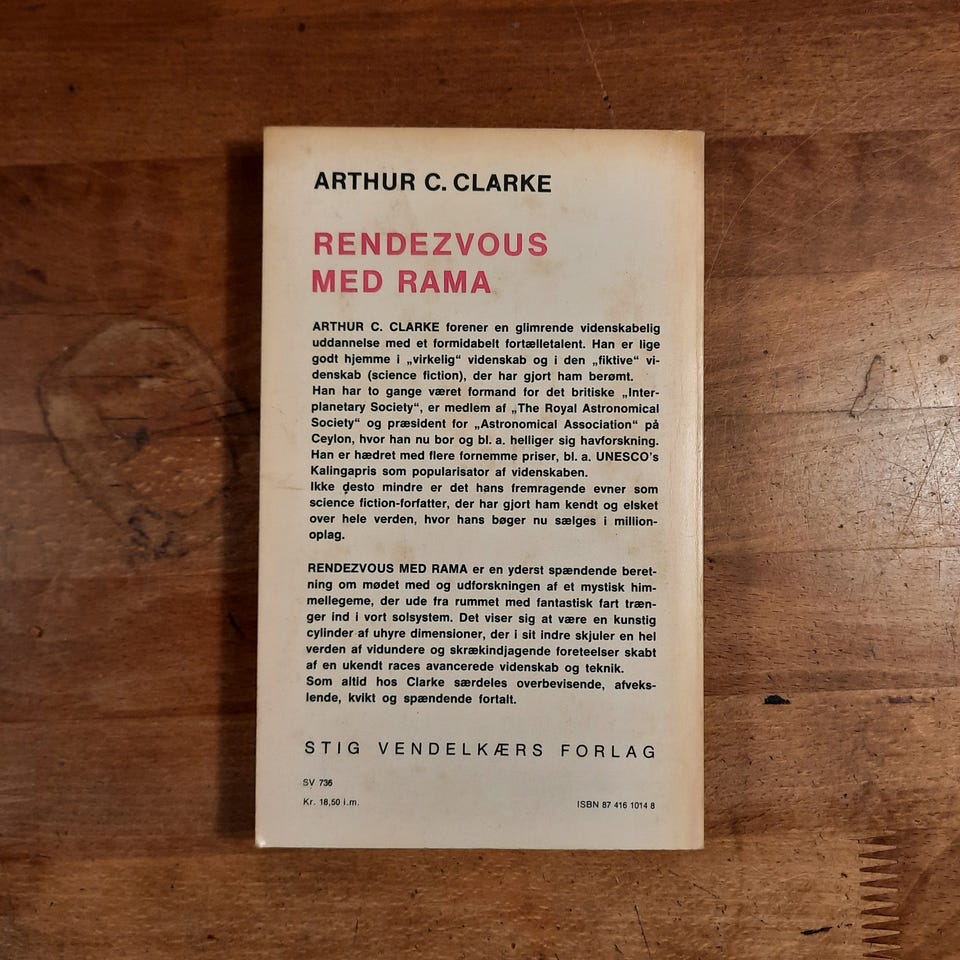 ARTHUR C. CLARKE
RENDEZVOUS
MED RAMA
ARTHUR C. CLARKE forener en glimrende videnskabelig
uddannelse med et formidabelt fortælletalent. Han er lige
godt hjemme i „virkelig“ videnskab og i den „fiktive“ vi-
denskab (science fiction), der har gjort ham berømt.
Han har to gange været formand for det britiske „Inter-
planetary Society“, er medlem af „The Royal Astronomical
Society“ og præsident for „Astronomical Association“ på
Ceylon, hvor han nu bor og bl. a. helliger sig havforskning.
Han er hædret med flere fornemme priser, bl. a. UNESCO's
Kalingapris som popularisator af videnskaben.
Ikke desto mindre er det hans fremragende evner som
science fiction-forfatter, der har gjort ham kendt og elsket
over hele verden, hvor hans bøger nu sælges i million-
oplag.
RENDEZVOUS MED RAMA er en yderst spændende beret-
ning om mødet med og udforskningen af et mystisk him-
mellegeme, der ude fra rummet med fantastisk fart træn-
ger ind i vort solsystem. Det viser sig at være en kunstig
cylinder af uhyre dimensioner, der i sit indre skjuler en hel
verden af vidundere og skrækindjagende foreteelser skabt
af en ukendt races avancerede videnskab og teknik.
Som altid hos Clarke særdeles overbevisende, afveks-
lende, kvikt og spændende fortalt.
STIG VENDELKÆRS FORLAG
SV 736
Kr. 18,50 i.m.
ISBN 87 416 1014 8